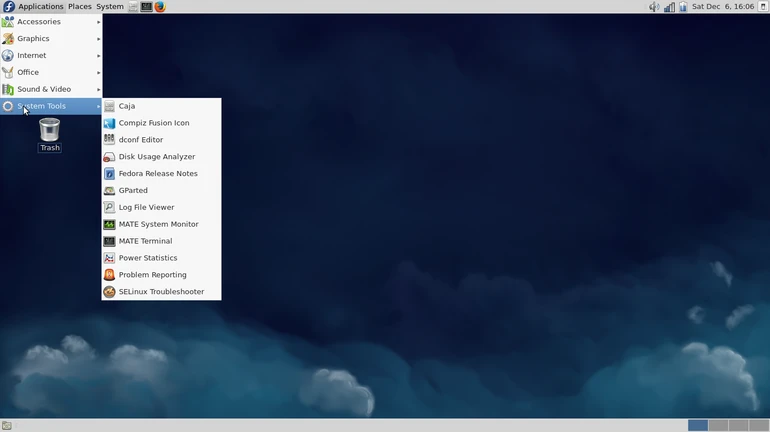 Applications Places System Sat Dec 6, 16:06
Accessories
Graphics
Internet
Office
Sound & Video
System Tools
Caja
Compiz Fusion Icon
dconf Editor
Disk Usage Analyzer
Fedora Release Notes
GParted
Log File Viewer
MATE System Monitor
MATE Terminal
Power Statistics
Problem Reporting
SELinux Troubleshooter
Trash